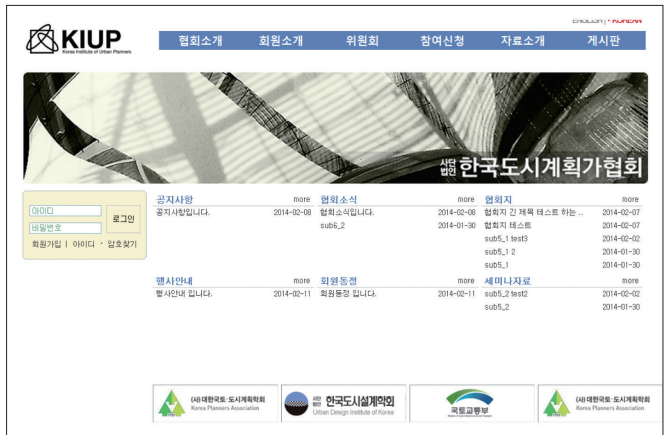 ENGLISH | • KOREAN
KIUP
Korea Institute of Urban Planners
협회소개 회원소개 위원회 참여신청 자료소개 게시판
사단법인 한국도시계획가협회
아이디
비밀번호
로그인
회원가입 | 아이디 · 암호찾기
공지사항 more
공지사항입니다. 2014-02-08
협회소식 more
협회소식입니다. 2014-02-08
sub6_2 2014-01-30
협회지 more
협회지 긴 제목 테스트 하는 .. 2014-02-07
협회지 테스트 2014-02-07
sub5_1 test3 2014-02-02
sub5_1 2 2014-01-30
sub5_1 2014-01-30
행사안내 more
행사안내 입니다. 2014-02-11
회원동정 more
회원동정 입니다. 2014-02-11
세미나자료 more
sub5_2 test2 2014-02-02
sub5_2 2014-01-30
(사)대한국토·도시계획학회
Korea Planners Association
사단법인 한국도시설계학회
Urban Design Institute of Korea
국토교통부
(사)대한국토·도시계획학회
Korea Planners Association